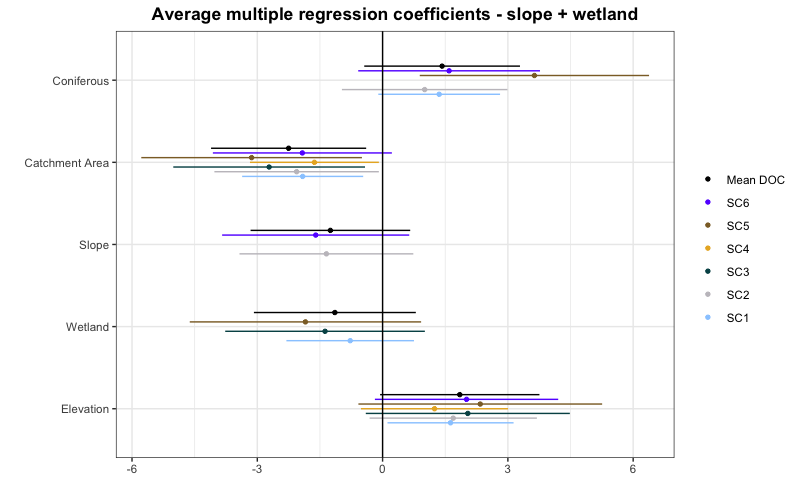 Average multiple regression coefficients - slope + wetland
Coniferous
Catchment Area
Slope
Wetland
Elevation
-6
-3
0
3
6
Mean DOC
SC6
SC5
SC4
SC3
SC2
SC1